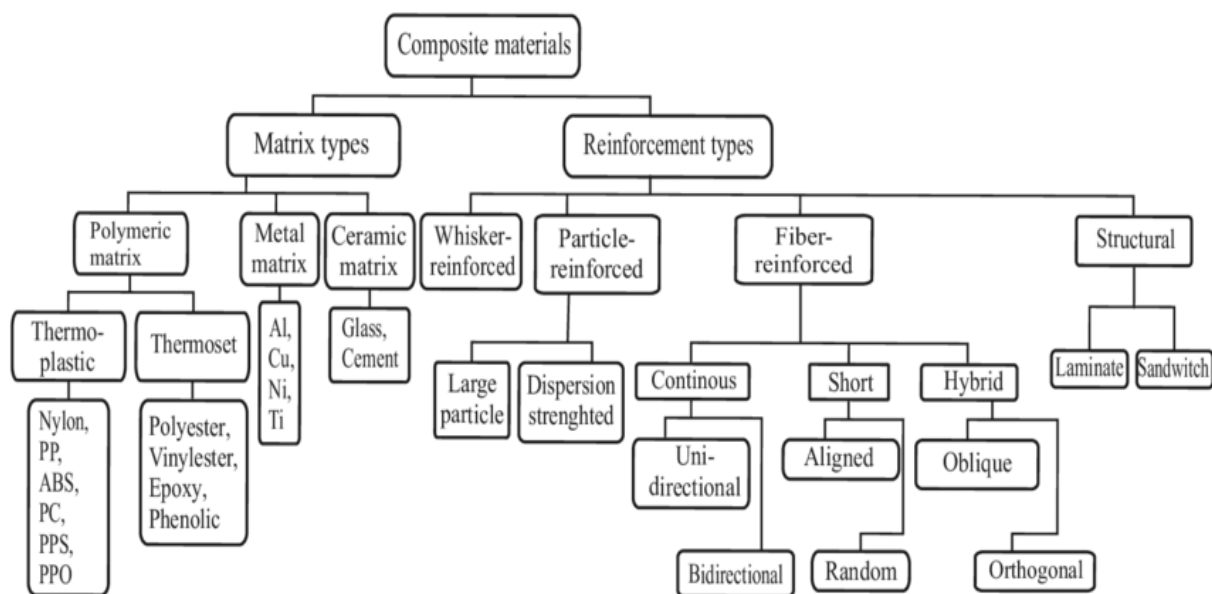 Composite materials
Matrix types
Reinforcement types
Polymeric
matrix
Metal
matrix
Ceramic
matrix
Whisker-
reinforced
Particle-
reinforced
Fiber-
reinforced
Structural
Thermo-
plastic
Thermoset
Al,
Cu,
Ni,
Ti
Glass,
Cement
Large
particle
Dispersion
strenghted
Continous
Short
Hybrid
Laminate
Sandwitch
Nylon,
PP,
ABS,
PC,
PPS,
PPO
Polyester,
Vinylester,
Epoxy,
Phenolic
Uni-
directional
Aligned
Oblique
Bidirectional
Random
Orthogonal